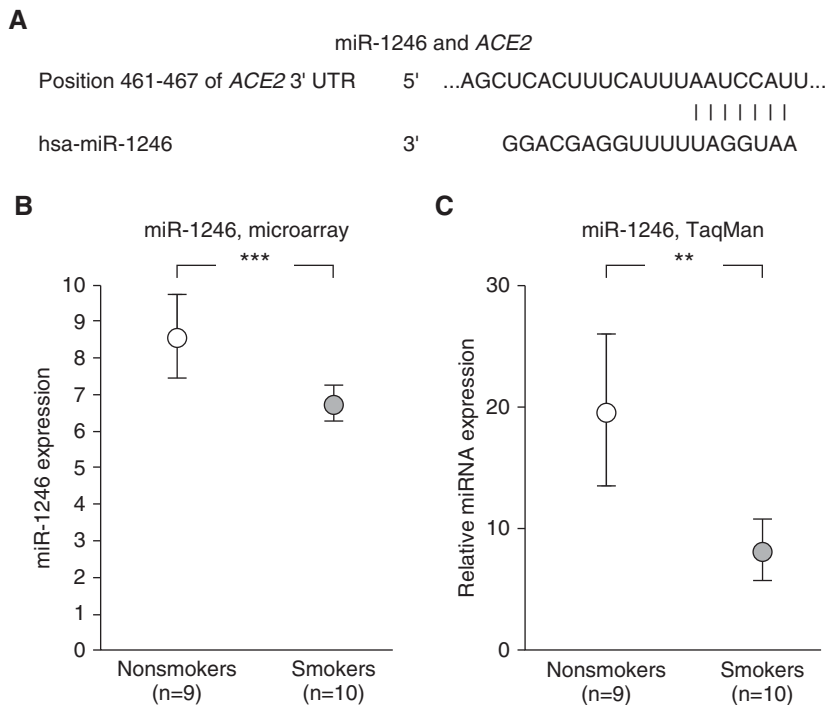 A
miR-1246 and ACE2
Position 461-467 of ACE2 3' UTR 5' ...AGCUCACUUUCAUUUAAUCCAUU...
| | | | | | |
hsa-miR-1246 3' GGACGAGGUUUUUAGGUAA
B
miR-1246, microarray
***
10
9
8
7
6
5
4
3
2
1
0
miR-1246 expression
Nonsmokers
(n=9)
Smokers
(n=10)
C
miR-1246, TaqMan
**
30
20
10
0
Relative miRNA expression
Nonsmokers
(n=9)
Smokers
(n=10)